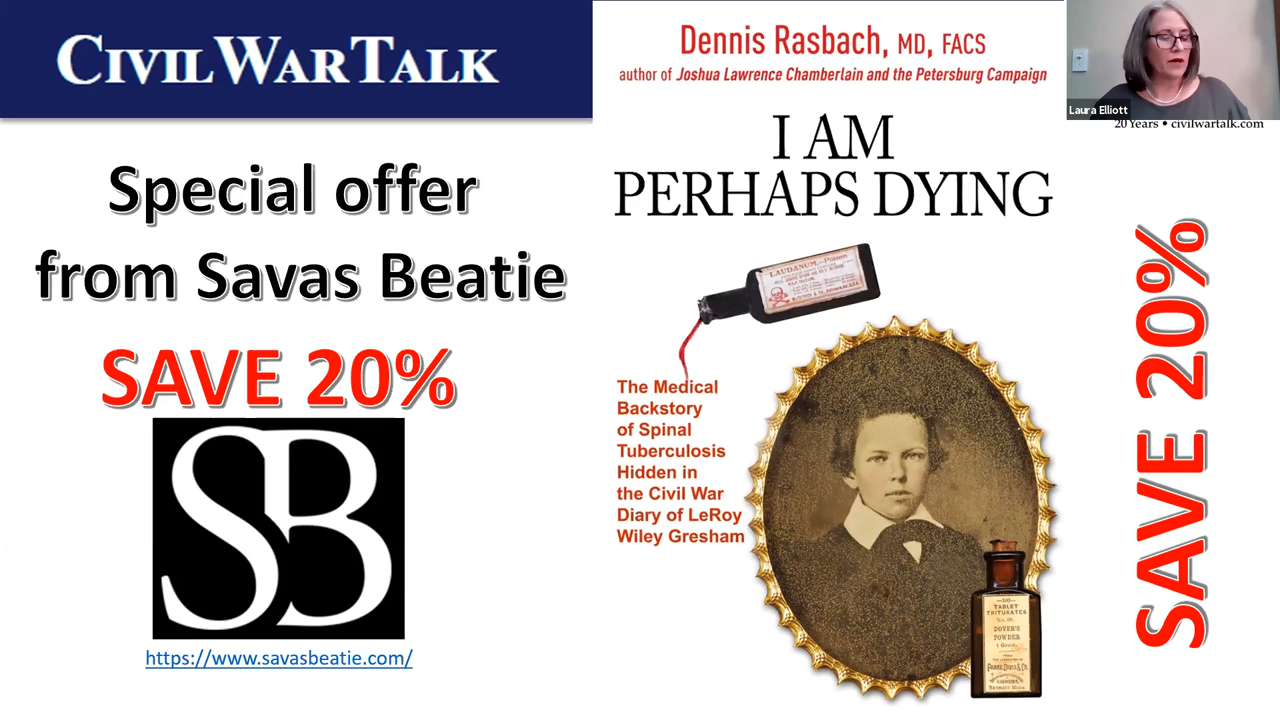 CIVILWARTALK
Special offer
from Savas Beatie
SAVE 20%
SB
https://www.savasbeatie.com/
Dennis Rasbach, MD, FACS
author of Joshua Lawrence Chamberlain and the Petersburg Campaign
I AM
PERHAPS DYING
LAUDANUM.—Poison
The Medical
Backstory
of Spinal
Tuberculosis
Hidden in
the Civil War
Diary of LeRoy
Wiley Gresham
TABLET
TRITURATES
DOVER'S
POWDER
1 Grain.
PARKE, DAVIS & CO.
Laura Elliott
20 Years • civilwartalk.com
SAVE 20%